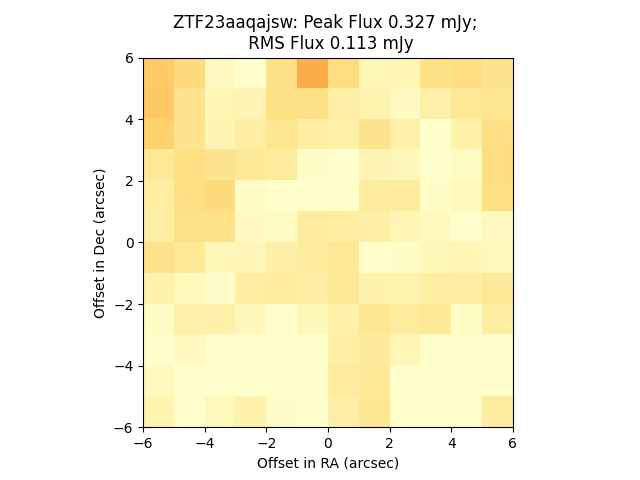 ZTF23aaqajsw: Peak Flux 0.327 mJy;
RMS Flux 0.113 mJy
6
4
2
0
−2
−4
−6
Offset in Dec (arcsec)
−6 −4 −2 0 2 4 6
Offset in RA (arcsec)